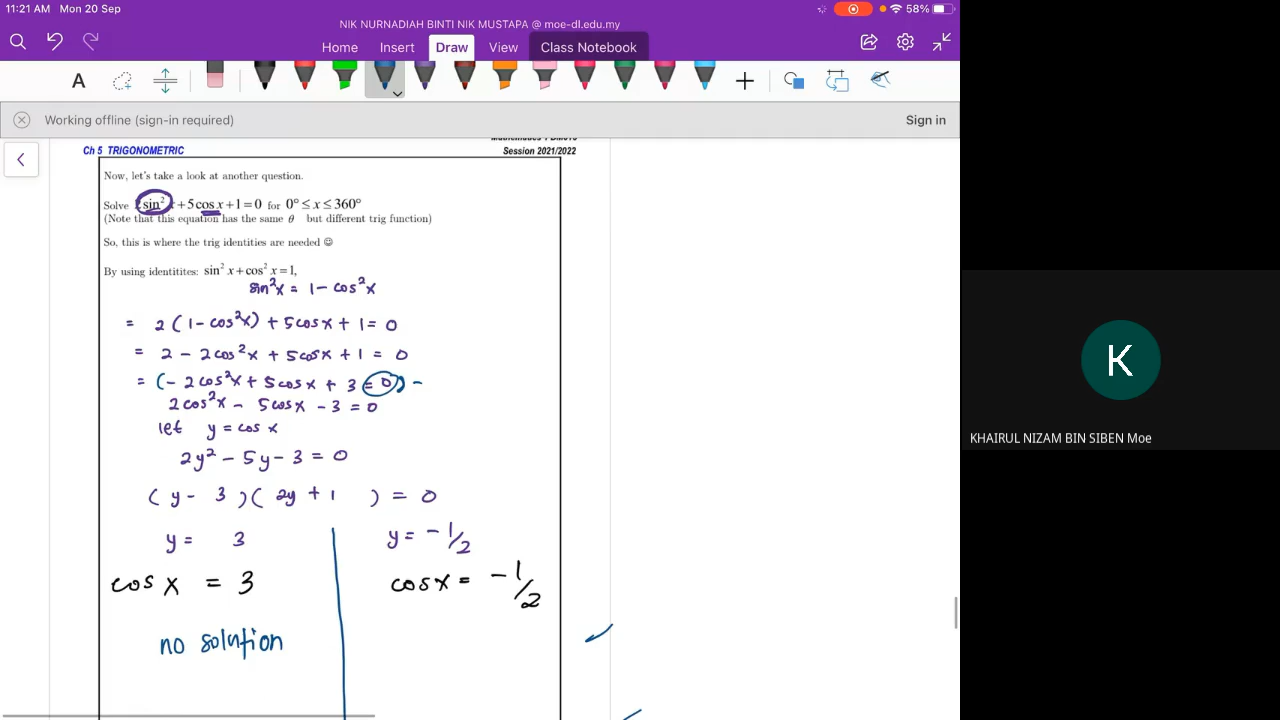 11:21 AM Mon 20 Sep
58%
NIK NURNADIAH BINTI NIK MUSTAPA @ moe-dl.edu.my
Home Insert Draw View Class Notebook
A
Working offline (sign-in required) Sign in
Ch 5 TRIGONOMETRIC
Session 2021/2022
Now, let's take a look at another question.
Solve sin² + 5 cos x + 1 = 0 for 0° ≤ x ≤ 360°
(Note that this equation has the same θ but different trig function)
So, this is where the trig identities are needed ☺
By using identitites: sin² x + cos² x = 1,
sin²x = 1 - cos²x
= 2 ( 1 - cos²x) + 5cosx + 1 = 0
= 2 - 2cos²x + 5cosx + 1 = 0
= (- 2cos²x + 5cosx + 3 = 0) -
2cos²x - 5cosx - 3 = 0
let y = cos x
2y² - 5y - 3 = 0
( y - 3 )( 2y + 1 ) = 0
y = 3 y = - 1/2
cos x = 3 cosx = - 1/2
no solution
K
KHAIRUL NIZAM BIN SIBEN Moe